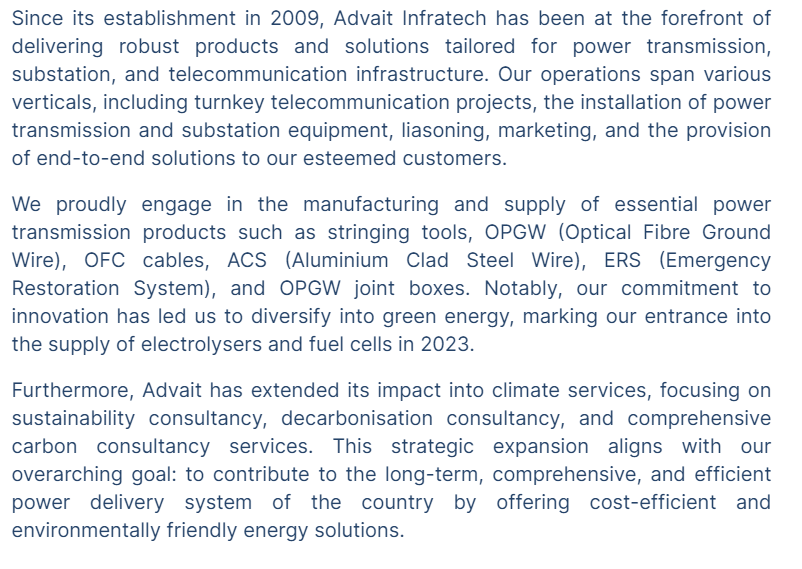 Since its establishment in 2009, Advait Infratech has been at the forefront of
delivering robust products and solutions tailored for power transmission,
substation, and telecommunication infrastructure. Our operations span various
verticals, including turnkey telecommunication projects, the installation of power
transmission and substation equipment, liasoning, marketing, and the provision
of end-to-end solutions to our esteemed customers.
We proudly engage in the manufacturing and supply of essential power
transmission products such as stringing tools, OPGW (Optical Fibre Ground
Wire), OFC cables, ACS (Aluminium Clad Steel Wire), ERS (Emergency
Restoration System), and OPGW joint boxes. Notably, our commitment to
innovation has led us to diversify into green energy, marking our entrance into
the supply of electrolysers and fuel cells in 2023.
Furthermore, Advait has extended its impact into climate services, focusing on
sustainability consultancy, decarbonisation consultancy, and comprehensive
carbon consultancy services. This strategic expansion aligns with our
overarching goal: to contribute to the long-term, comprehensive, and efficient
power delivery system of the country by offering cost-efficient and
environmentally friendly energy solutions.